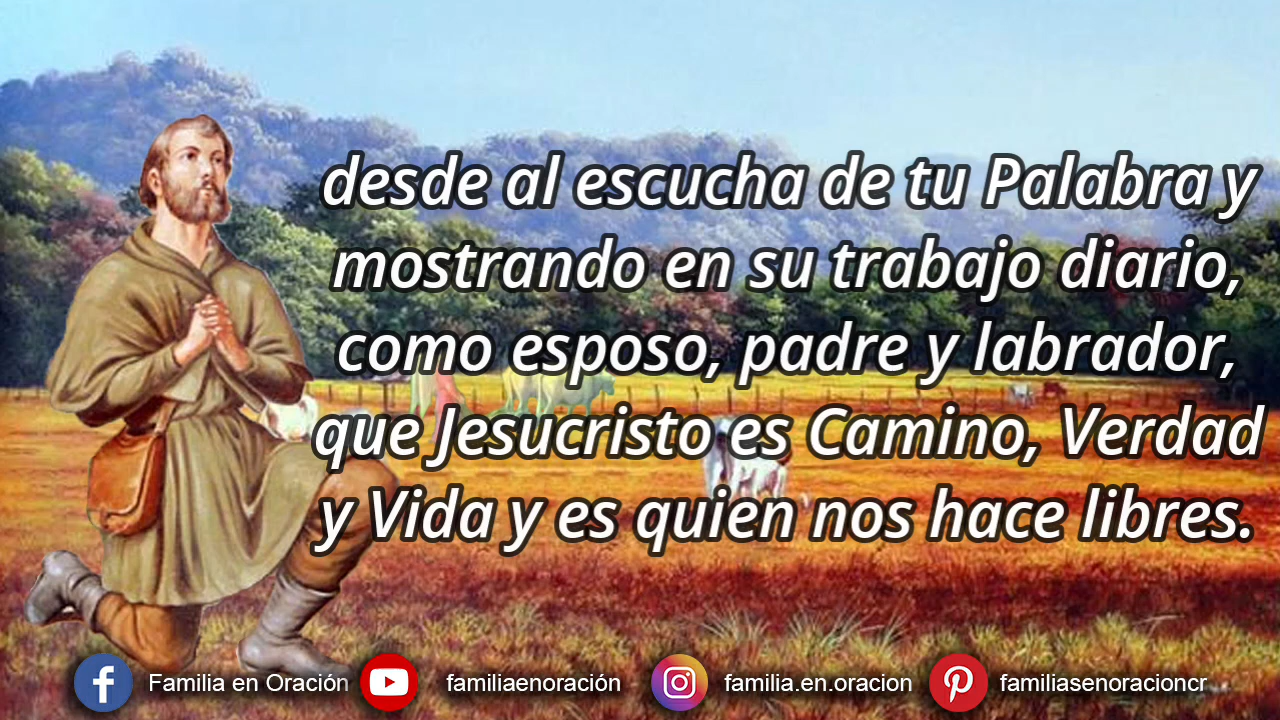 desde al escucha de tu Palabra y
mostrando en su trabajo diario,
como esposo, padre y labrador,
que Jesucristo es Camino, Verdad
y Vida y es quien nos hace libres.
Familia en Oración
familiaenoración
familia.en.oracion
familiasenoracioncr